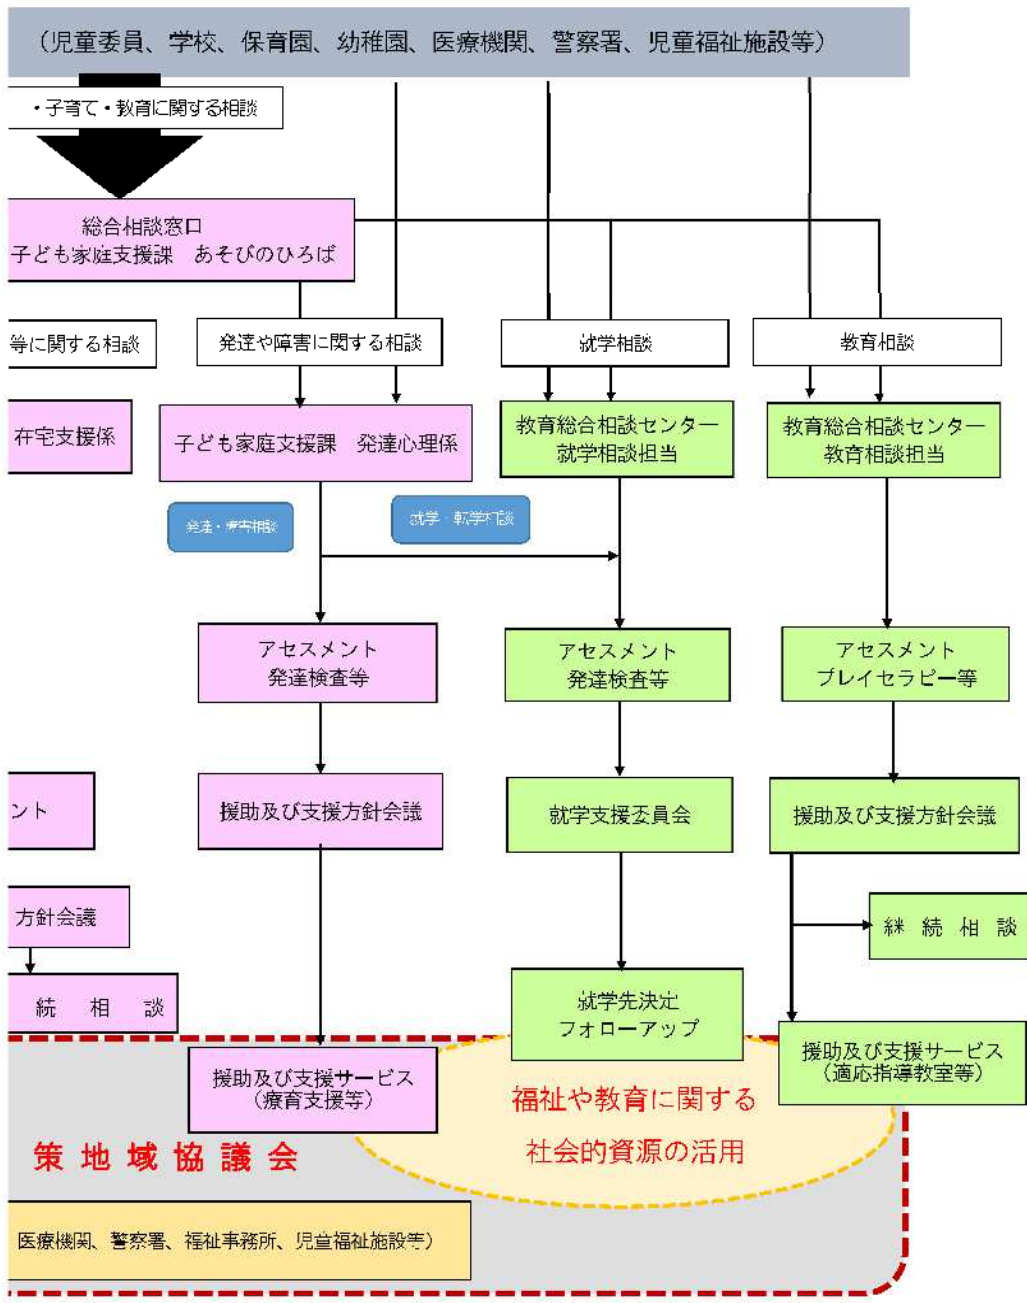 （児童委員、学校、保育園、幼稚園、医療機関、警察署、児童福祉施設等）
・子育て・教育に関する相談
総合相談窓口
子ども家庭支援課　あそびのひろば
等に関する相談
発達や障害に関する相談
就学相談
教育相談
在宅支援係
子ども家庭支援課　発達心理係
教育総合相談センター
就学相談担当
教育総合相談センター
教育相談担当
発達・障害相談
就学・転学相談
アセスメント
発達検査等
アセスメント
発達検査等
アセスメント
プレイセラピー等
ント
援助及び支援方針会議
就学支援委員会
援助及び支援方針会議
方針会議
継　続　相　談
続　相　談
就学先決定
フォローアップ
援助及び支援サービス
（療育支援等）
援助及び支援サービス
（適応指導教室等）
福祉や教育に関する
社会的資源の活用
策地域協議会
医療機関、警察署、福祉事務所、児童福祉施設等）